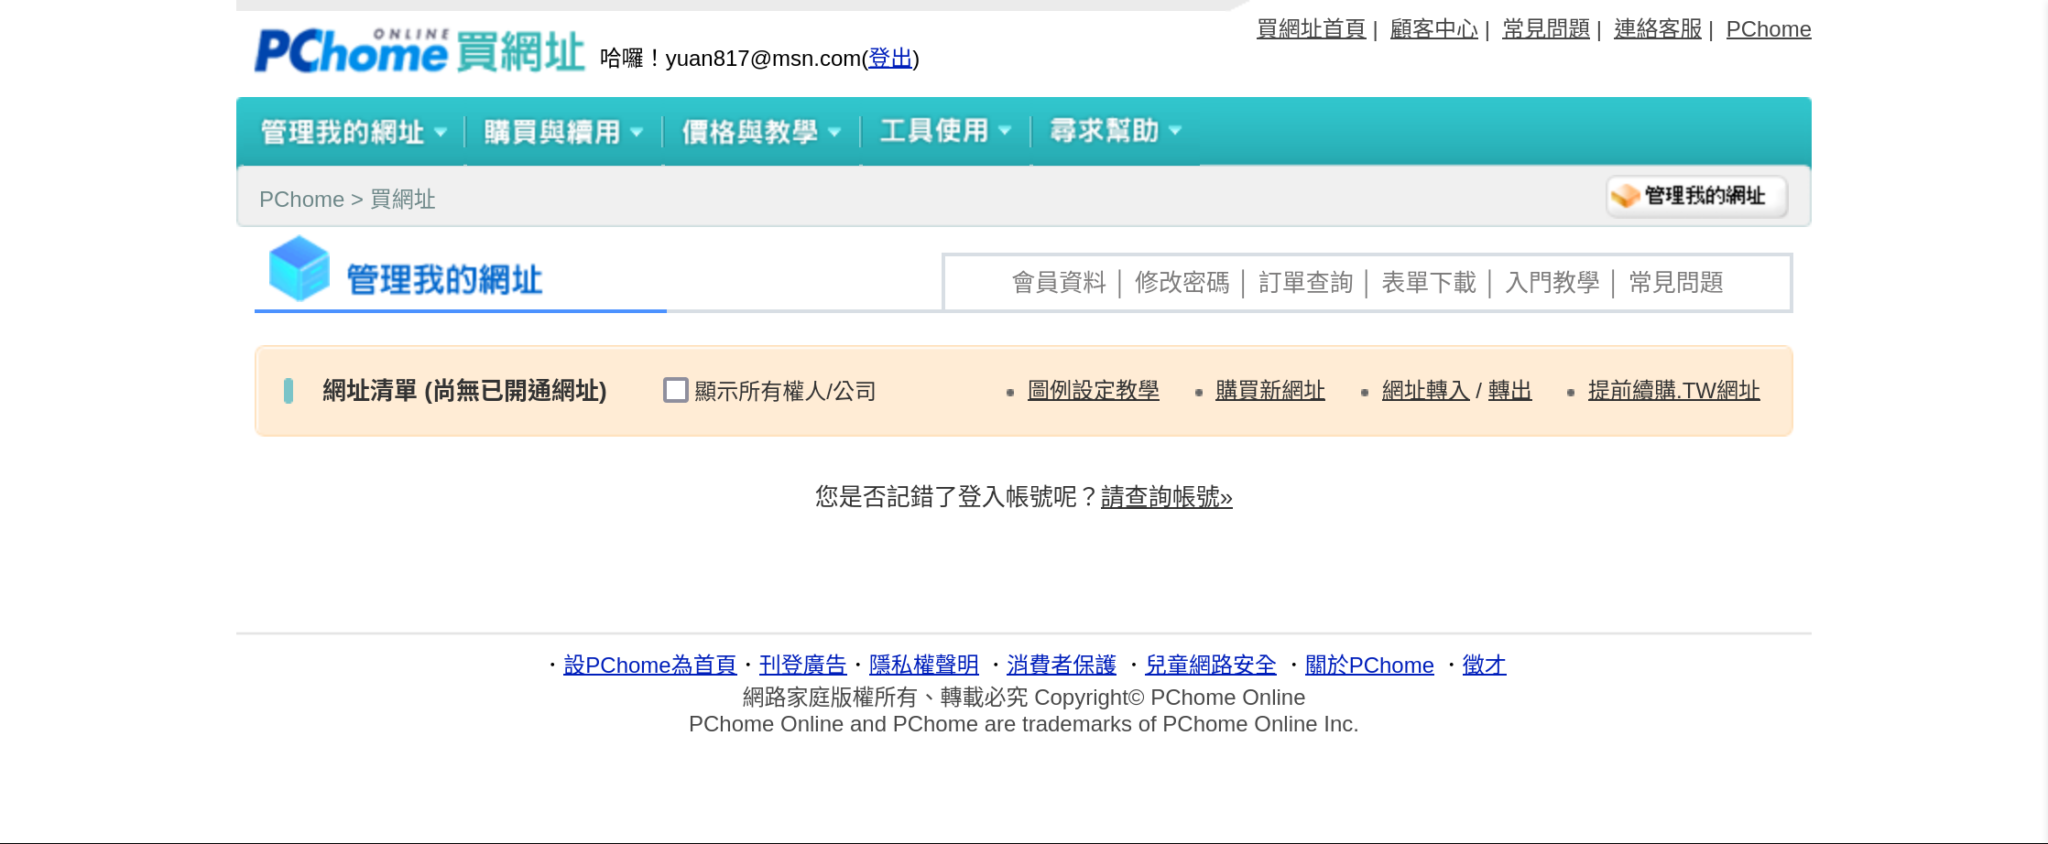 買網址首頁 | 顧客中心 | 常見問題 | 連絡客服 | PChome
PChome ONLINE 買網址 哈囉！yuan817@msn.com(登出)
管理我的網址 購買與續用 價格與教學 工具使用 尋求幫助
PChome > 買網址 管理我的網址
管理我的網址 會員資料│修改密碼│訂單查詢│表單下載│入門教學│常見問題
網址清單 (尚無已開通網址) 顯示所有權人/公司 • 圖例設定教學 • 購買新網址 • 網址轉入 / 轉出 • 提前續購.TW網址
您是否記錯了登入帳號呢？請查詢帳號»
‧設PChome為首頁‧刊登廣告‧隱私權聲明 ‧消費者保護 ‧兒童網路安全 ‧關於PChome ‧徵才
網路家庭版權所有、轉載必究 Copyright© PChome Online
PChome Online and PChome are trademarks of PChome Online Inc.